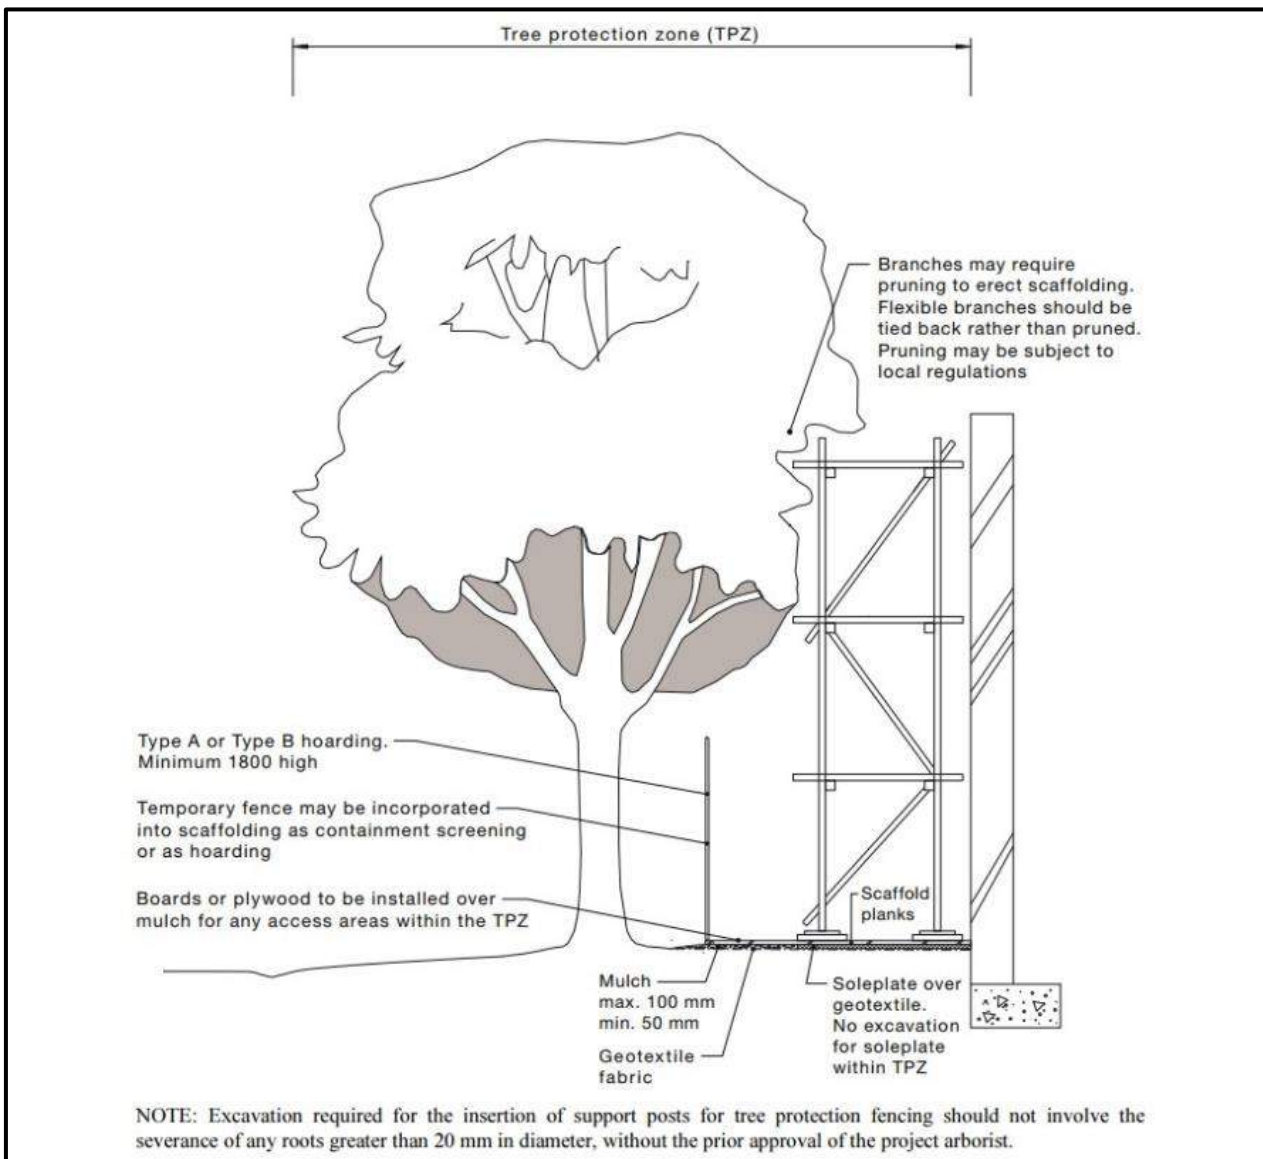 Tree protection zone (TPZ)
Branches may require
pruning to erect scaffolding.
Flexible branches should be
tied back rather than pruned.
Pruning may be subject to
local regulations
Type A or Type B hoarding.
Minimum 1800 high
Temporary fence may be incorporated
into scaffolding as containment screening
or as hoarding
Boards or plywood to be installed over
mulch for any access areas within the TPZ
Scaffold
planks
Mulch
max. 100 mm
min. 50 mm
Geotextile
fabric
Soleplate over
geotextile.
No excavation
for soleplate
within TPZ
NOTE: Excavation required for the insertion of support posts for tree protection fencing should not involve the
severance of any roots greater than 20 mm in diameter, without the prior approval of the project arborist.